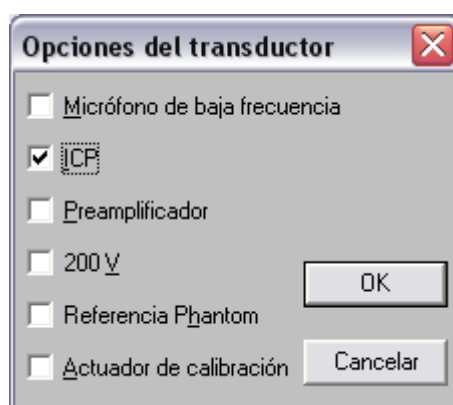 Opciones del transductor
Micrófono de baja frecuencia
ICP
Preamplificador
200 V
Referencia Phantom
Actuador de calibración
OK
Cancelar